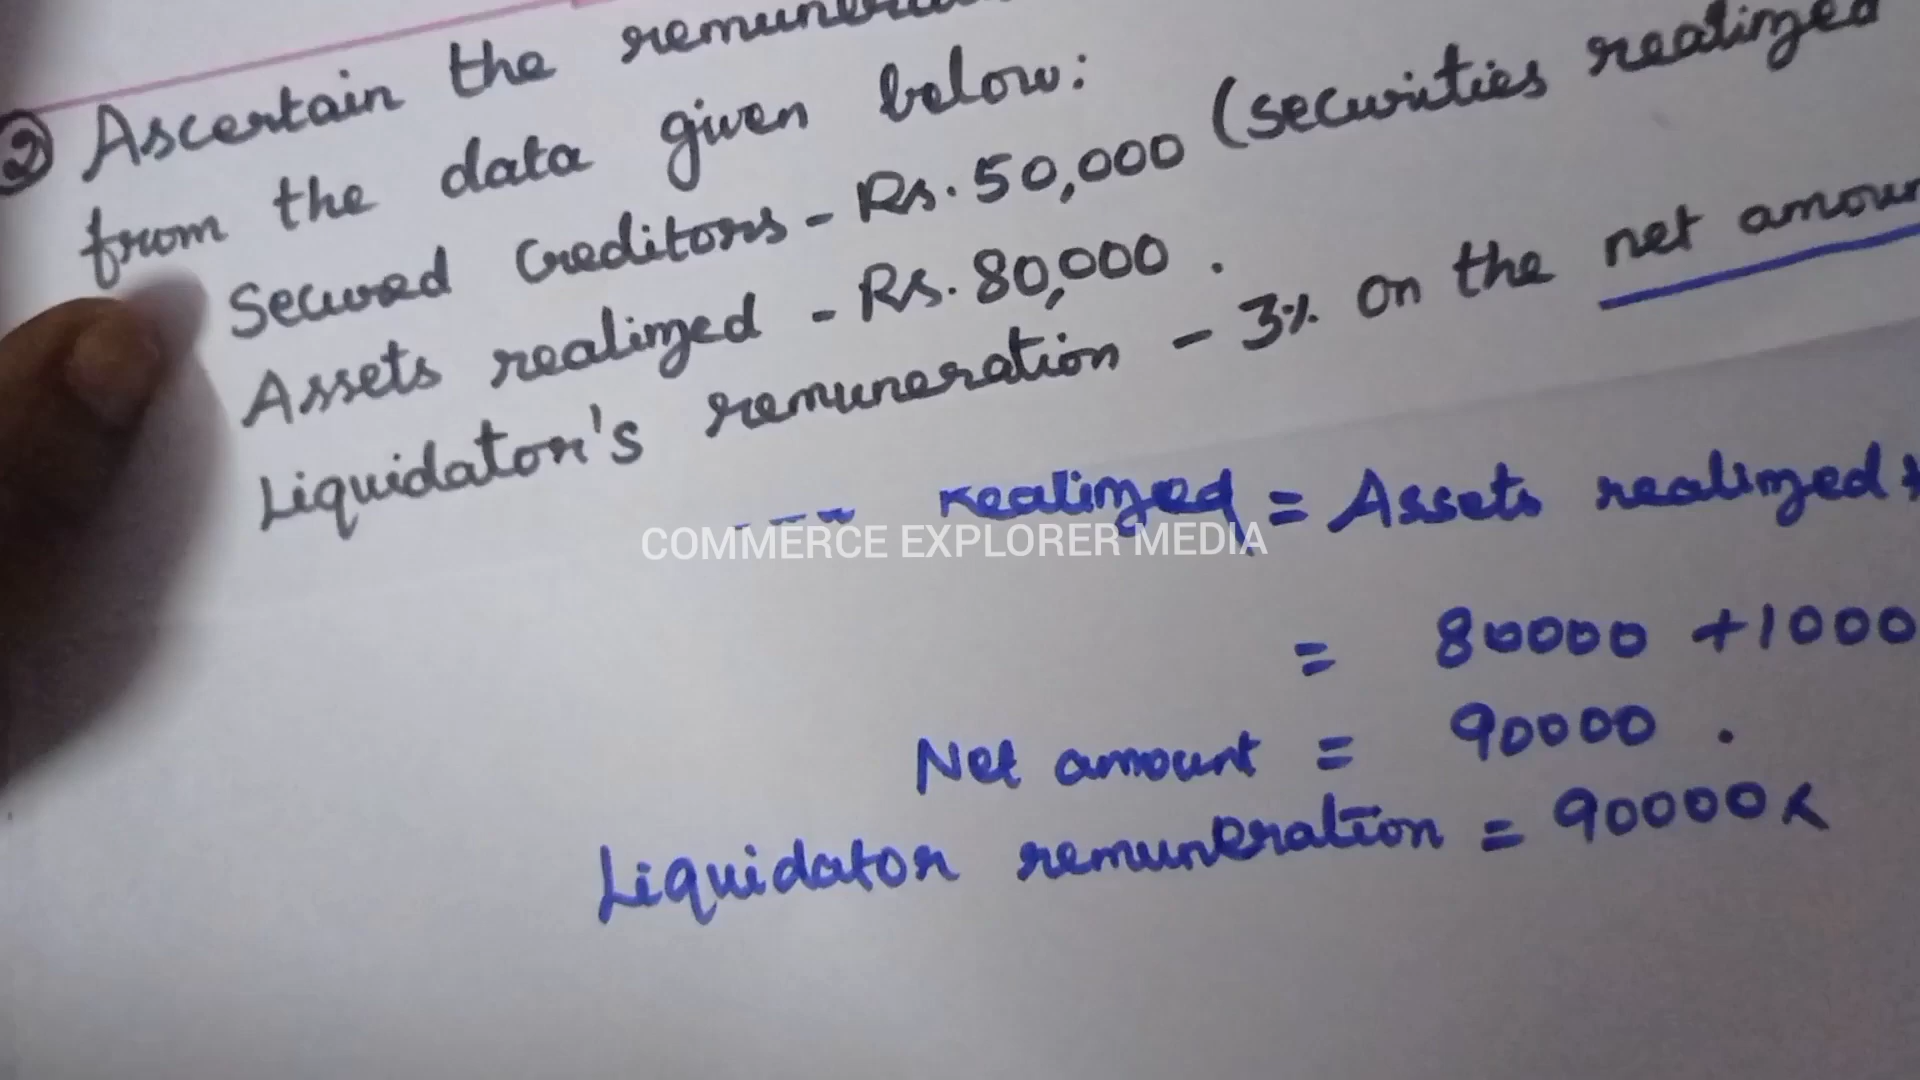 ② Ascertain the
from the data given below:
Secured Creditors - Rs. 50,000 (securities realized
Assets realized - Rs. 80,000 .
Liquidator's remuneration - 3% on the net
realized = Assets realized +
COMMERCE EXPLORER MEDIA
= 80000 + 1000
Net amount = 90000 .
Liquidator remuneration = 90000 x